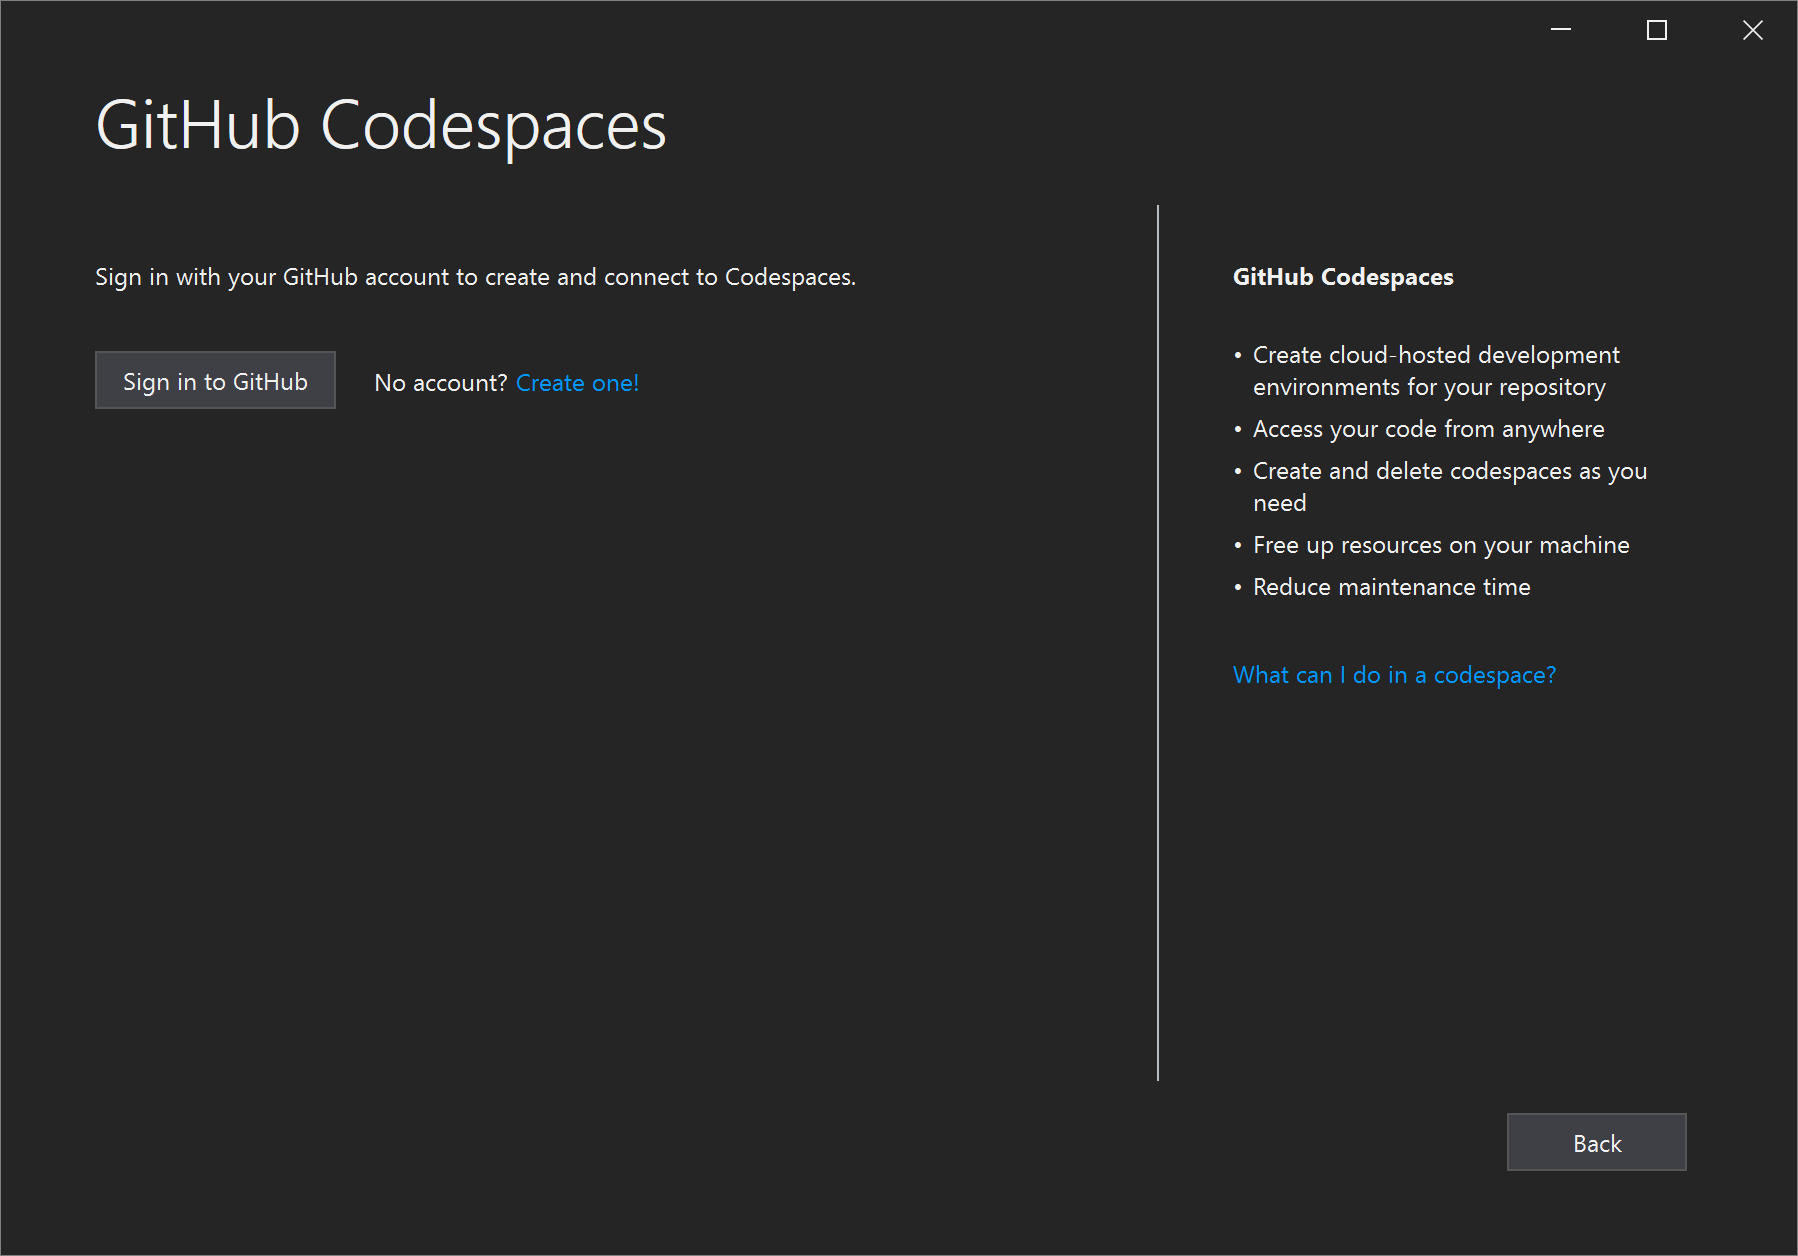 GitHub Codespaces
Sign in with your GitHub account to create and connect to Codespaces.
Sign in to GitHub
No account? Create one!
GitHub Codespaces
• Create cloud-hosted development
environments for your repository
• Access your code from anywhere
• Create and delete codespaces as you
need
• Free up resources on your machine
• Reduce maintenance time
What can I do in a codespace?
Back